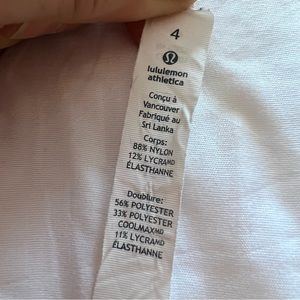 4
lululemon
athletica
Conçu à
Vancouver
Fabriqué au
Sri Lanka
Corps:
88% NYLON
12% LYCRAMD
ÉLASTHANNE
Doublure:
56% POLYESTER
33% POLYESTER
COOLMAXMD
11% LYCRAMD
ÉLASTHANNE